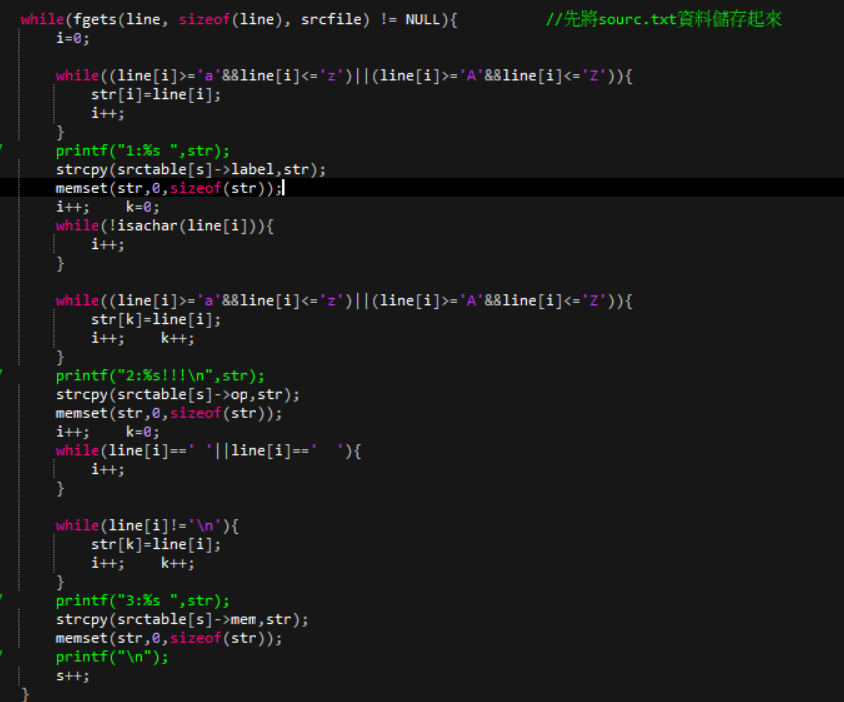 while(fgets(line, sizeof(line), srcfile) != NULL){          //先將sourc.txt資料儲存起來
    i=0;

    while((line[i]>='a'&&line[i]<='z')||(line[i]>='A'&&line[i]<='Z')){
        str[i]=line[i];
        i++;
    }
/   printf("1:%s ",str);
    strcpy(srctable[s]->label,str);
    memset(str,0,sizeof(str));
    i++;    k=0;
    while(!isachar(line[i])){
        i++;
    }

    while((line[i]>='a'&&line[i]<='z')||(line[i]>='A'&&line[i]<='Z')){
        str[k]=line[i];
        i++;    k++;
    }
/   printf("2:%s!!!\n",str);
    strcpy(srctable[s]->op,str);
    memset(str,0,sizeof(str));
    i++;    k=0;
    while(line[i]==' '||line[i]=='  '){
        i++;
    }

    while(line[i]!='\n'){
        str[k]=line[i];
        i++;    k++;
    }
/   printf("3:%s ",str);
    strcpy(srctable[s]->mem,str);
    memset(str,0,sizeof(str));
/   printf("\n");
    s++;
}